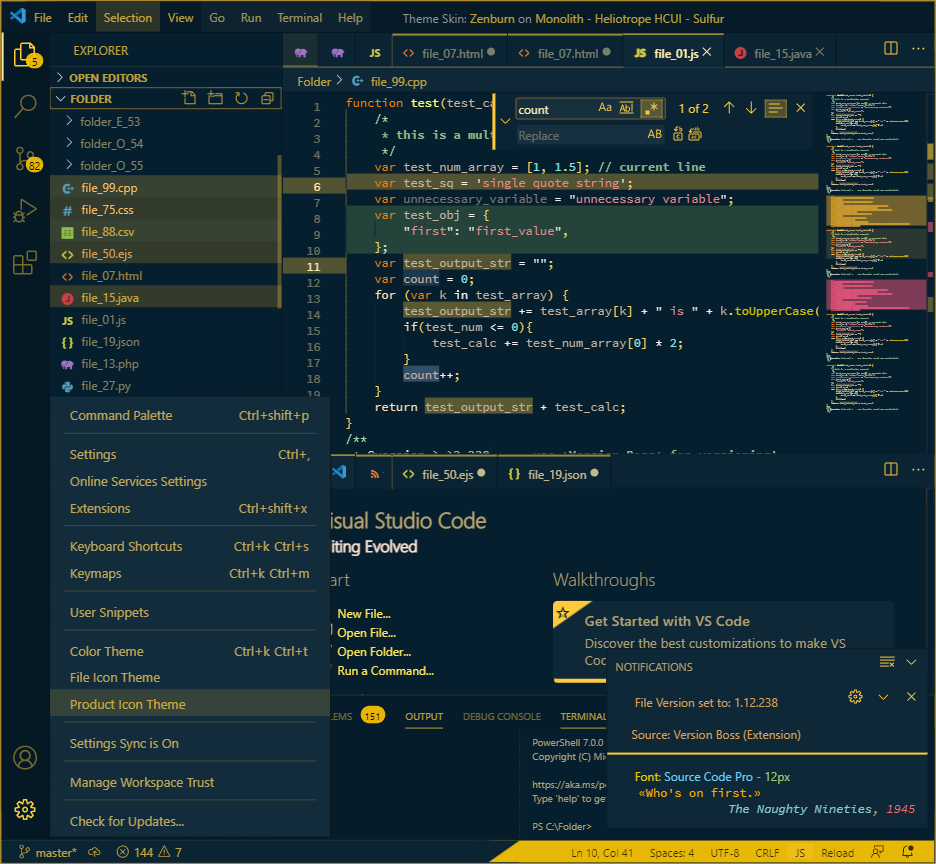 File Edit Selection View Go Run Terminal Help Theme Skin: Zenburn on Monolith - Heliotrope HCUI - Sulfur
5
EXPLORER
JS
<> file_07.html
<> file_07.html
JS file_01.js
J file_15.java
OPEN EDITORS
FOLDER
Folder > file_99.cpp
folder_E_53
folder_O_54
folder_O_55
82
file_99.cpp
# file_75.css
file_88.csv
<> file_50.ejs
<> file_07.html
J file_15.java
JS file_01.js
{} file_19.json
file_13.php
file_27.py
count Aa Abl .* 1 of 2
Replace AB
1 function test(test_ca
2 /*
3 * this is a mul
4 */
5 var test_num_array = [1, 1.5]; // current line
6 var test_sq = 'single quote string';
7 var unnecessary_variable = "unnecessary variable";
8 var test_obj = {
9 "first": "first_value",
10 };
11 var test_output_str = "";
12 var count = 0;
13 for (var k in test_array) {
14 test_output_str += test_array[k] + " is " + k.toUpperCase(
15 if(test_num <= 0){
16 test_calc += test_num_array[0] * 2;
17 }
18 count++;
19 }
return test_output_str + test_calc;
}
/**
Command Palette Ctrl+shift+p
Settings Ctrl+,
Online Services Settings
Extensions Ctrl+shift+x
Keyboard Shortcuts Ctrl+k Ctrl+s
Keymaps Ctrl+k Ctrl+m
User Snippets
Color Theme Ctrl+k Ctrl+t
File Icon Theme
Product Icon Theme
Settings Sync is On
Manage Workspace Trust
Check for Updates...
<> file_50.ejs
{} file_19.json
isual Studio Code
iting Evolved
art
New File...
Open File...
Open Folder...
Run a Command...
Walkthroughs
Get Started with VS Code
Discover the best customizations to make VS
Coc
NOTIFICATIONS
File Version set to: 1.12.238
Source: Version Boss (Extension)
Font: Source Code Pro - 12px
«Who's on first.»
The Naughty Nineties, 1945
LEMS 151 OUTPUT DEBUG CONSOLE TERMINAL
PowerShell 7.0.0
Copyright (C) Mi
https://aka.ms/p
Type 'help' to ge
PS C:\Folder>
master* 144 7 Ln 10, Col 41 Spaces: 4 UTF-8 CRLF JS Reload